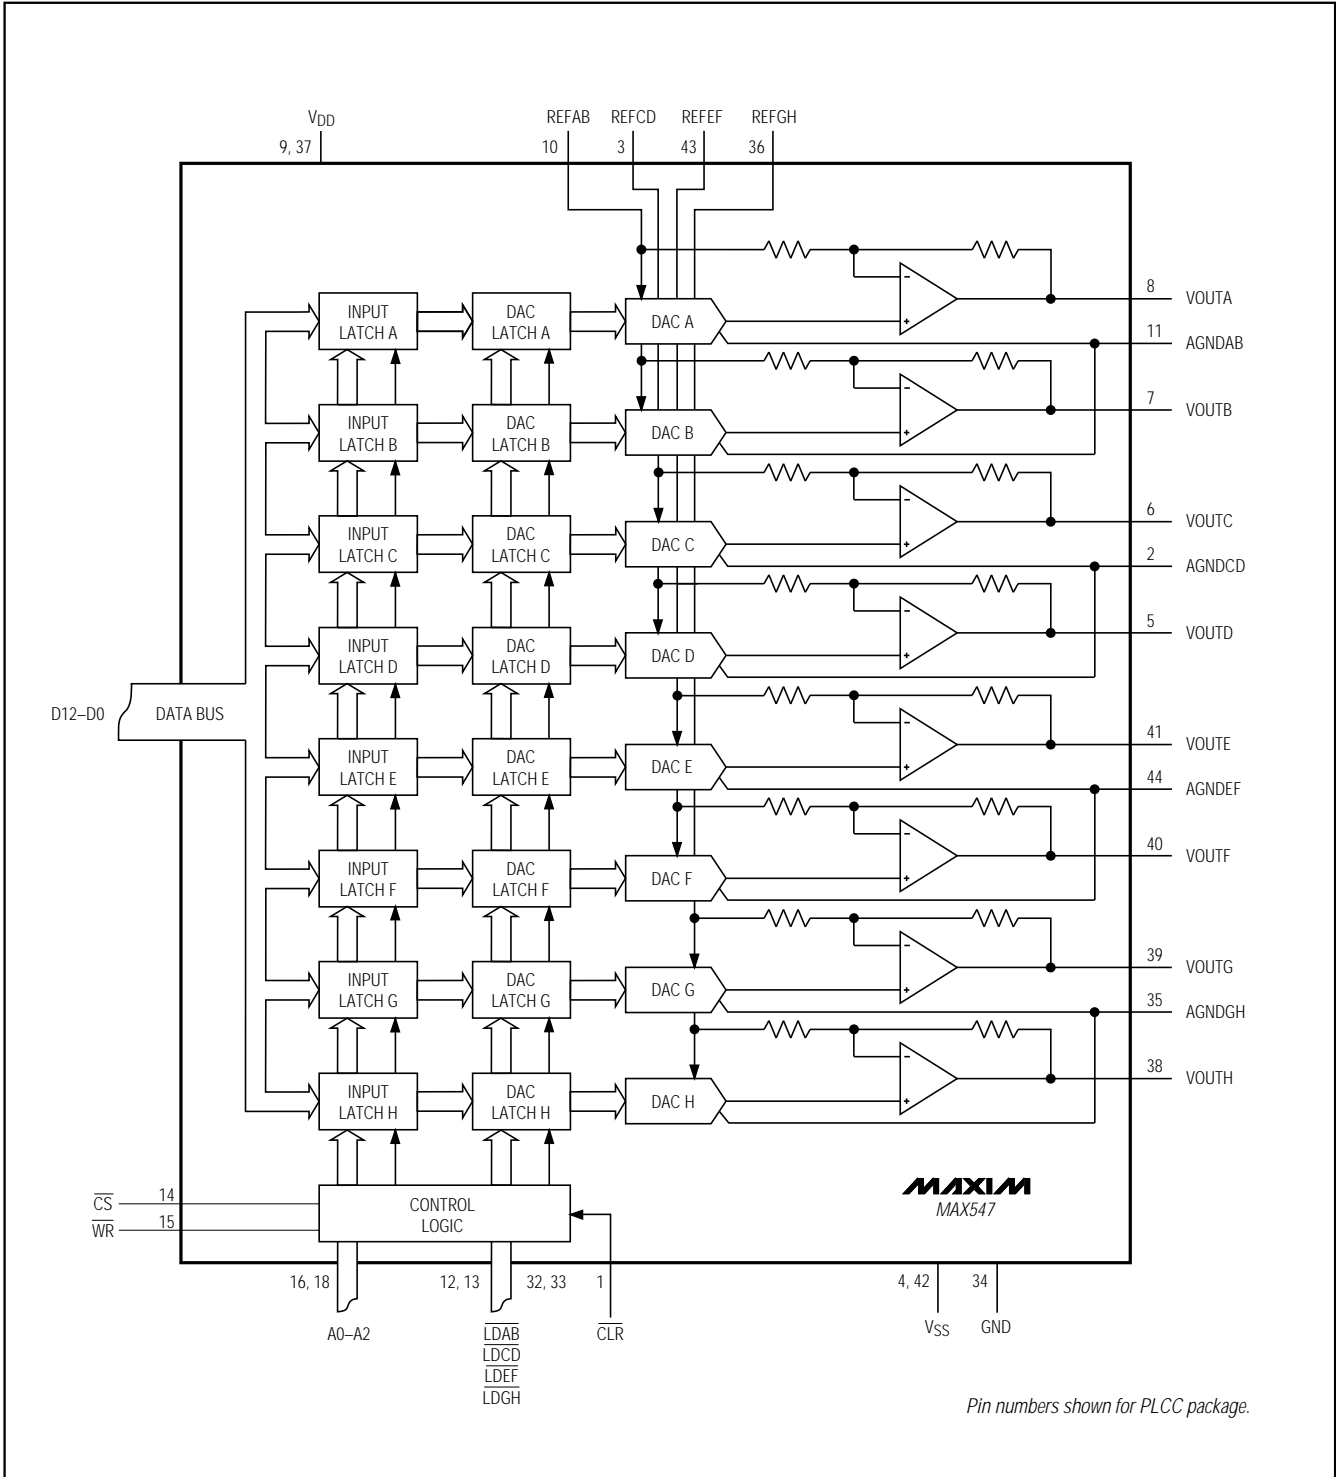 VDD
9, 37
REFAB REFCD REFEF REFGH
10 3 43 36
8
VOUTA
INPUT LATCH A
DAC LATCH A
DAC A
-
+
11
AGNDAB
7
VOUTB
INPUT LATCH B
DAC LATCH B
DAC B
-
+
6
VOUTC
INPUT LATCH C
DAC LATCH C
DAC C
-
+
2
AGNDCD
5
VOUTD
INPUT LATCH D
DAC LATCH D
DAC D
-
+
D12–D0
DATA BUS
41
VOUTE
INPUT LATCH E
DAC LATCH E
DAC E
-
+
44
AGNDEF
40
VOUTF
INPUT LATCH F
DAC LATCH F
DAC F
-
+
39
VOUTG
INPUT LATCH G
DAC LATCH G
DAC G
-
+
35
AGNDGH
38
VOUTH
INPUT LATCH H
DAC LATCH H
DAC H
-
+
CS
14
WR
15
CONTROL
LOGIC
MAXIM
MAX547
16, 18
12, 13
32, 33
1
4, 42
34
A0–A2
LDAB
LDCD
LDEF
LDGH
CLR
VSS
GND
Pin numbers shown for PLCC package.